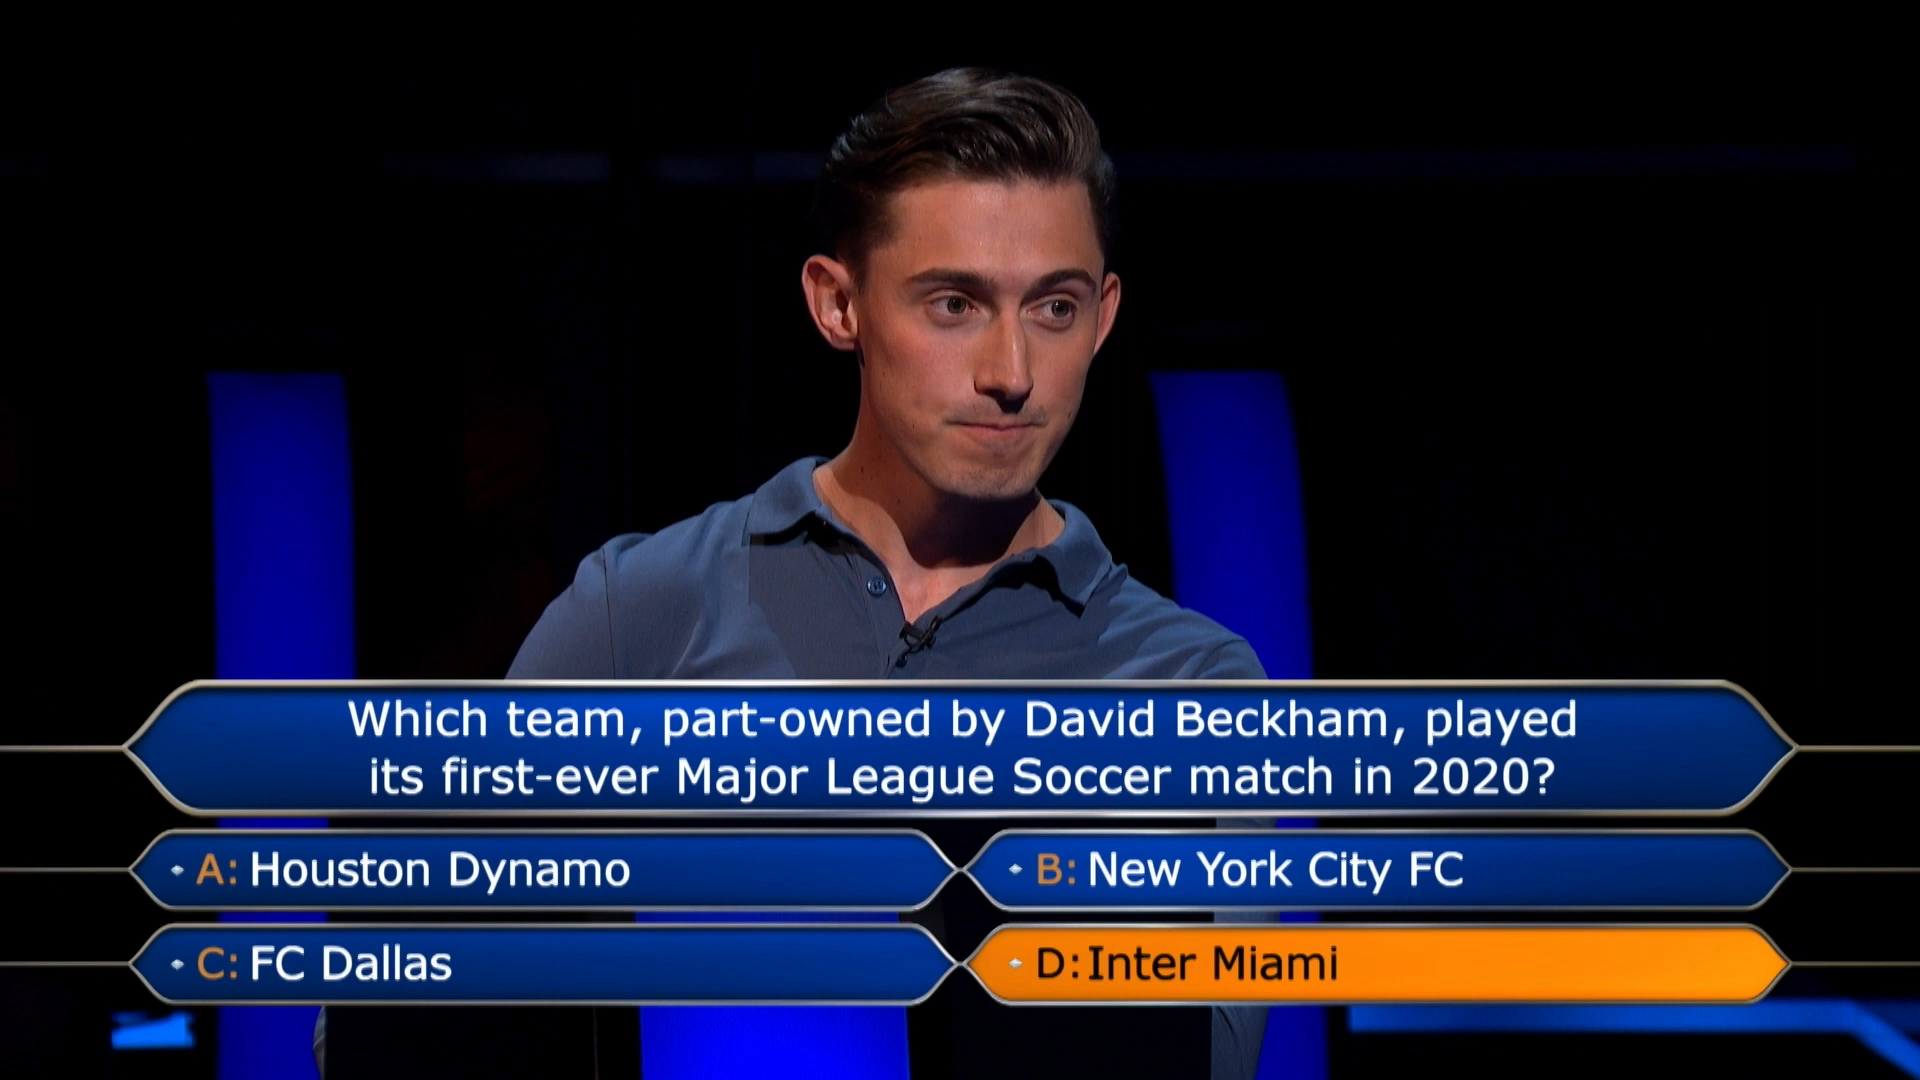 Which team, part-owned by David Beckham, played
its first-ever Major League Soccer match in 2020?
A: Houston Dynamo
B: New York City FC
C: FC Dallas
D: Inter Miami